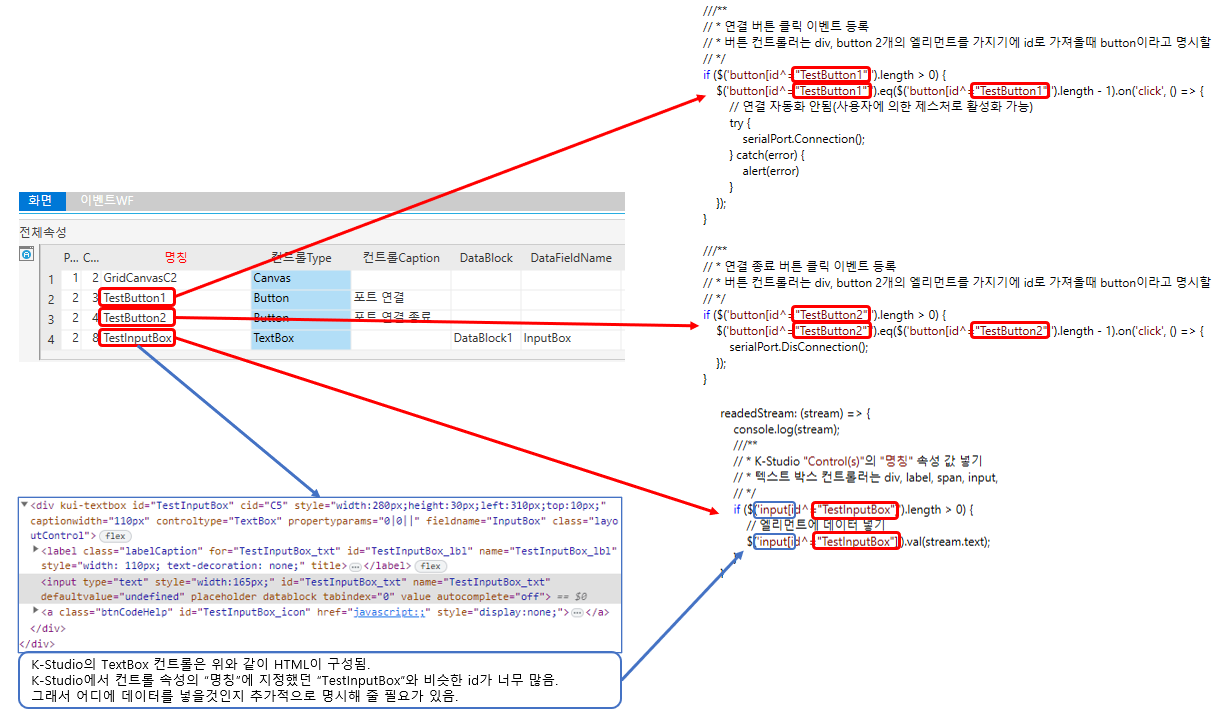 ///**
// * 연결 버튼 클릭 이벤트 등록
// * 버튼 컨트롤러는 div, button 2개의 엘리먼트를 가지기에 id로 가져올때 button이라고 명시할
// */
if ($('button[id^="TestButton1"]').length > 0) {
$('button[id^="TestButton1"]').eq($('button[id^="TestButton1"]').length - 1).on('click', () => {
// 연결 자동화 안됨(사용자에 의한 제스처로 활성화 가능)
try {
serialPort.Connection();
} catch(error) {
alert(error)
}
});
}
화면 이벤트WF
전체속성
P... C... 명칭 컨트롤Type 컨트롤Caption DataBlock DataFieldName
1 1 2 GridCanvasC2 Canvas
2 2 3 TestButton1 Button 포트 연결
3 2 4 TestButton2 Button 포트 연결 종료
4 2 8 TestInputBox TextBox DataBlock1 InputBox
///**
// * 연결 종료 버튼 클릭 이벤트 등록
// * 버튼 컨트롤러는 div, button 2개의 엘리먼트를 가지기에 id로 가져올때 button이라고 명시할
// */
if ($('button[id^="TestButton2"]').length > 0) {
$('button[id^="TestButton2"]').eq($('button[id^="TestButton2"]').length - 1).on('click', () => {
serialPort.DisConnection();
});
}
readedStream: (stream) => {
console.log(stream);
///**
// * K-Studio "Control(s)"의 "명칭" 속성 값 넣기
// * 텍스트 박스 컨트롤러는 div, label, span, input,
// */
if ($('input[id^="TestInputBox"]').length > 0) {
// 엘리먼트에 데이터 넣기
$('input[id^="TestInputBox"]').val(stream.text);
}
}
<div kui-textbox id="TestInputBox" cid="C5" style="width:280px;height:30px;left:310px;top:10px;"
captionwidth="110px" controltype="TextBox" propertyparams="0|0||" fieldname="InputBox" class="layo
utControl"> flex
<label class="labelCaption" for="TestInputBox_txt" id="TestInputBox_lbl" name="TestInputBox_lbl"
style="width: 110px; text-decoration: none;" title>…</label> flex
<input type="text" style="width:165px;" id="TestInputBox_txt" name="TestInputBox_txt"
defaultvalue="undefined" placeholder datablock tabindex="0" value autocomplete="off"> == $0
<a class="btnCodeHelp" id="TestInputBox_icon" href="javascript:;" style="display:none;">…</a>
</div>
</div>
K-Studio의 TextBox 컨트롤은 위와 같이 HTML이 구성됨.
K-Studio에서 컨트롤 속성의 “명칭”에 지정했던 “TestInputBox”와 비슷한 id가 너무 많음.
그래서 어디에 데이터를 넣을것인지 추가적으로 명시해 줄 필요가 있음.